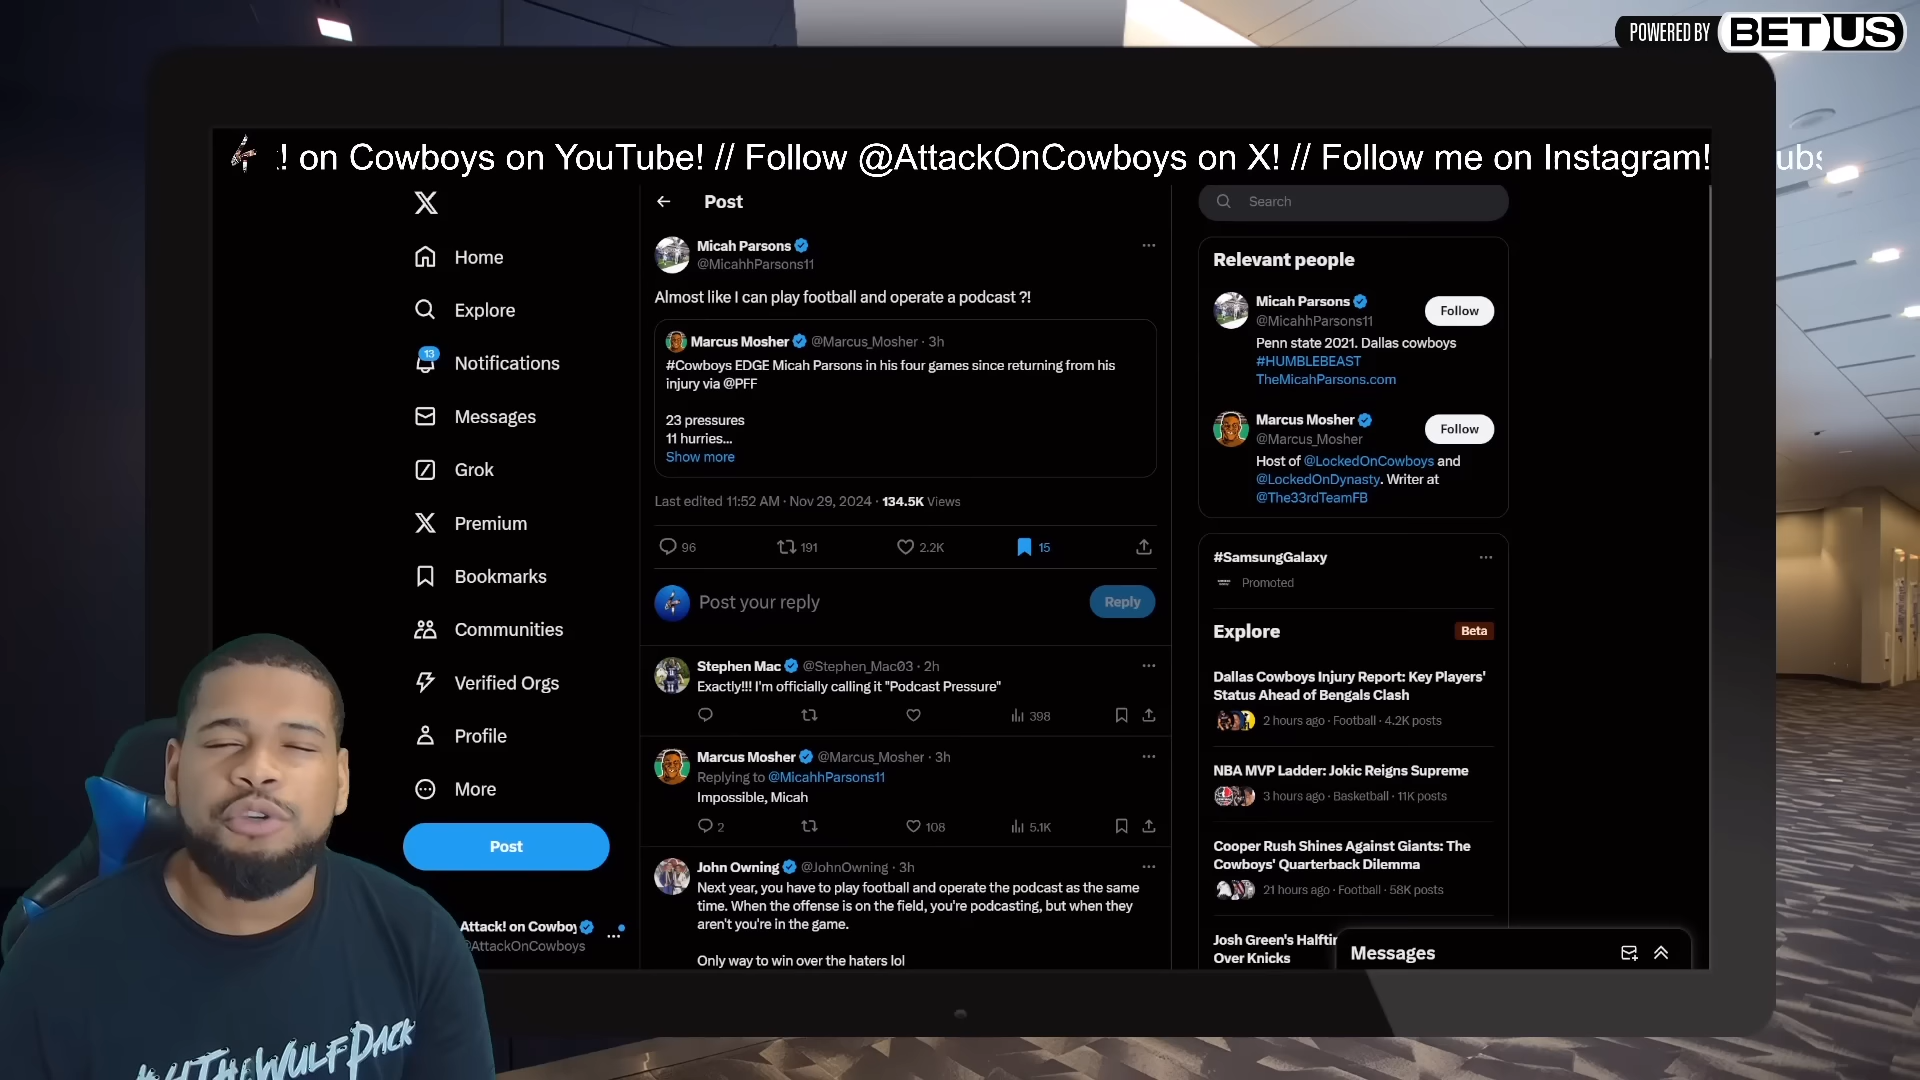 POWERED BY BETUS
! on Cowboys on YouTube! // Follow @AttackOnCowboys on X! // Follow me on Instagram!
Home
Explore
13
Notifications
Messages
Grok
Premium
Bookmarks
Communities
Verified Orgs
Profile
More
Post
Attack! on Cowboy
@AttackOnCowboys
Post
Micah Parsons
@MicahhParsons11
Almost like I can play football and operate a podcast ?!
Marcus Mosher @Marcus_Mosher · 3h
#Cowboys EDGE Micah Parsons in his four games since returning from his
injury via @PFF
23 pressures
11 hurries...
Show more
Last edited 11:52 AM · Nov 29, 2024 · 134.5K Views
96 191 2.2K 15
Post your reply
Reply
Stephen Mac @Stephen_Mac03 · 2h
Exactly!!! I'm officially calling it "Podcast Pressure"
398
Marcus Mosher @Marcus_Mosher · 3h
Replying to @MicahhParsons11
Impossible, Micah
2 108 5.1K
John Owning @JohnOwning · 3h
Next year, you have to play football and operate the podcast as the same
time. When the offense is on the field, you're podcasting, but when they
aren't you're in the game.
Only way to win over the haters lol
Search
Relevant people
Micah Parsons
@MicahhParsons11
Follow
Penn state 2021. Dallas cowboys
#HUMBLEBEAST
TheMicahParsons.com
Marcus Mosher
@Marcus_Mosher
Follow
Host of @LockedOnCowboys and
@LockedOnDynasty. Writer at
@The33rdTeamFB
#SamsungGalaxy
Promoted
Explore
Beta
Dallas Cowboys Injury Report: Key Players'
Status Ahead of Bengals Clash
2 hours ago · Football · 4.2K posts
NBA MVP Ladder: Jokic Reigns Supreme
3 hours ago · Basketball · 11K posts
Cooper Rush Shines Against Giants: The
Cowboys' Quarterback Dilemma
21 hours ago · Football · 58K posts
Josh Green's Halfti
Over Knicks
Messages
THEWULFPACK